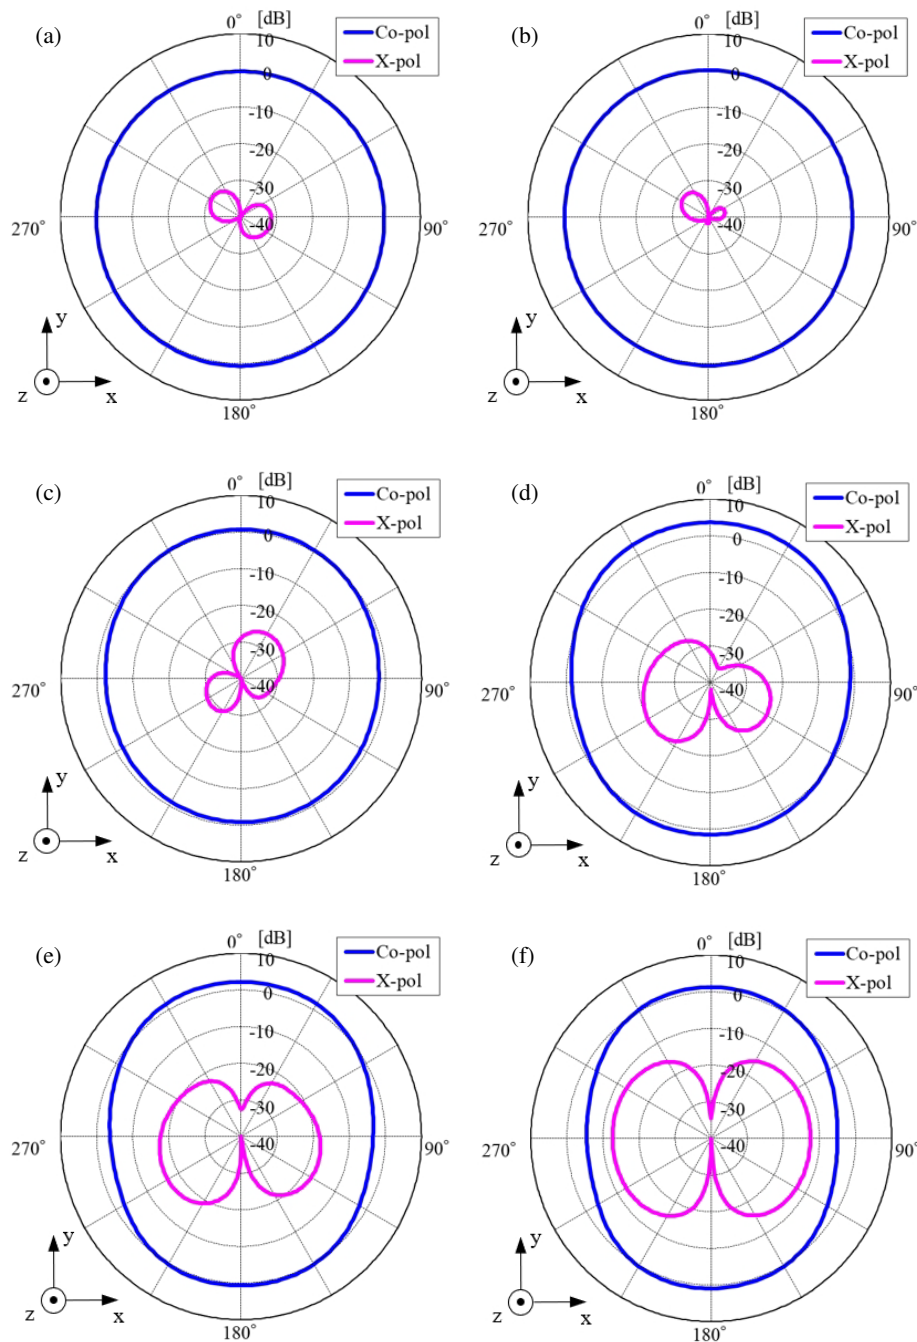 (a) 0° [dB] Co-pol X-pol
10
0
-10
-20
-30
-40
270° 90°
y
z x
180°
(b) 0° [dB] Co-pol X-pol
10
0
-10
-20
-30
-40
270° 90°
y
z x
180°
(c) 0° [dB] Co-pol X-pol
10
0
-10
-20
-30
-40
270° 90°
y
z x
180°
(d) 0° [dB] Co-pol X-pol
10
0
-10
-20
-30
-40
270° 90°
y
z x
180°
(e) 0° [dB] Co-pol X-pol
10
0
-10
-20
-30
-40
270° 90°
y
z x
180°
(f) 0° [dB] Co-pol X-pol
10
0
-10
-20
-30
-40
270° 90°
y
z x
180°